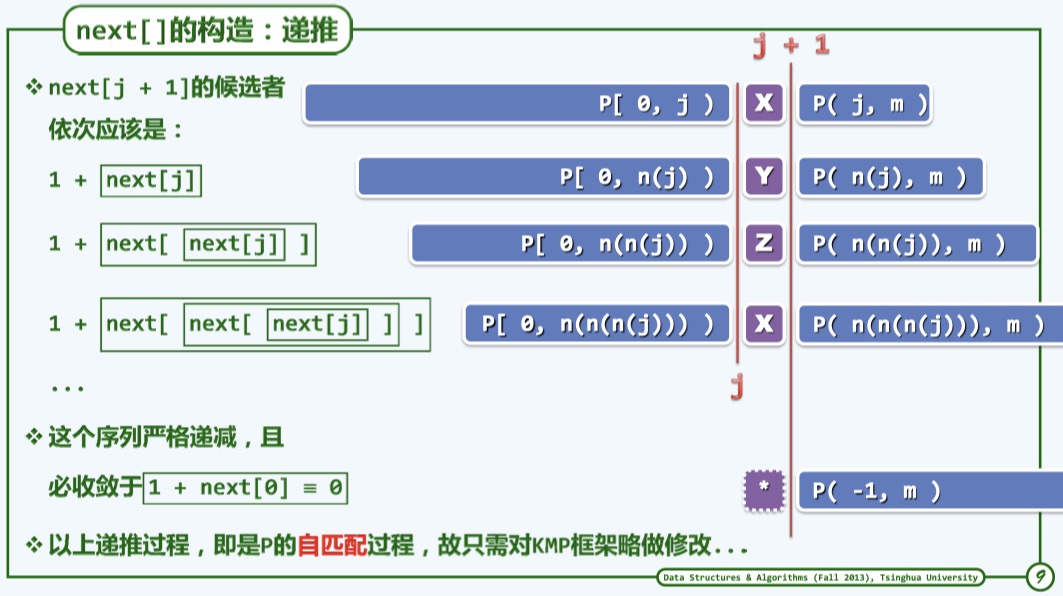 next[]的构造：递推
j + 1
❖next[j + 1]的候选者
依次应该是：
P[ 0, j ) X P( j, m )
1 + next[j] P[ 0, n(j) ) Y P( n(j), m )
1 + next[ next[j] ] P[ 0, n(n(j)) ) Z P( n(n(j)), m )
1 + next[ next[ next[j] ] ] P[ 0, n(n(n(j))) ) X P( n(n(n(j))), m )
...
j
❖这个序列严格递减，且
必收敛于1 + next[0] ≡ 0 * P( -1, m )
❖以上递推过程，即是P的自匹配过程，故只需对KMP框架略做修改...
Data Structures & Algorithms (Fall 2013), Tsinghua University
9